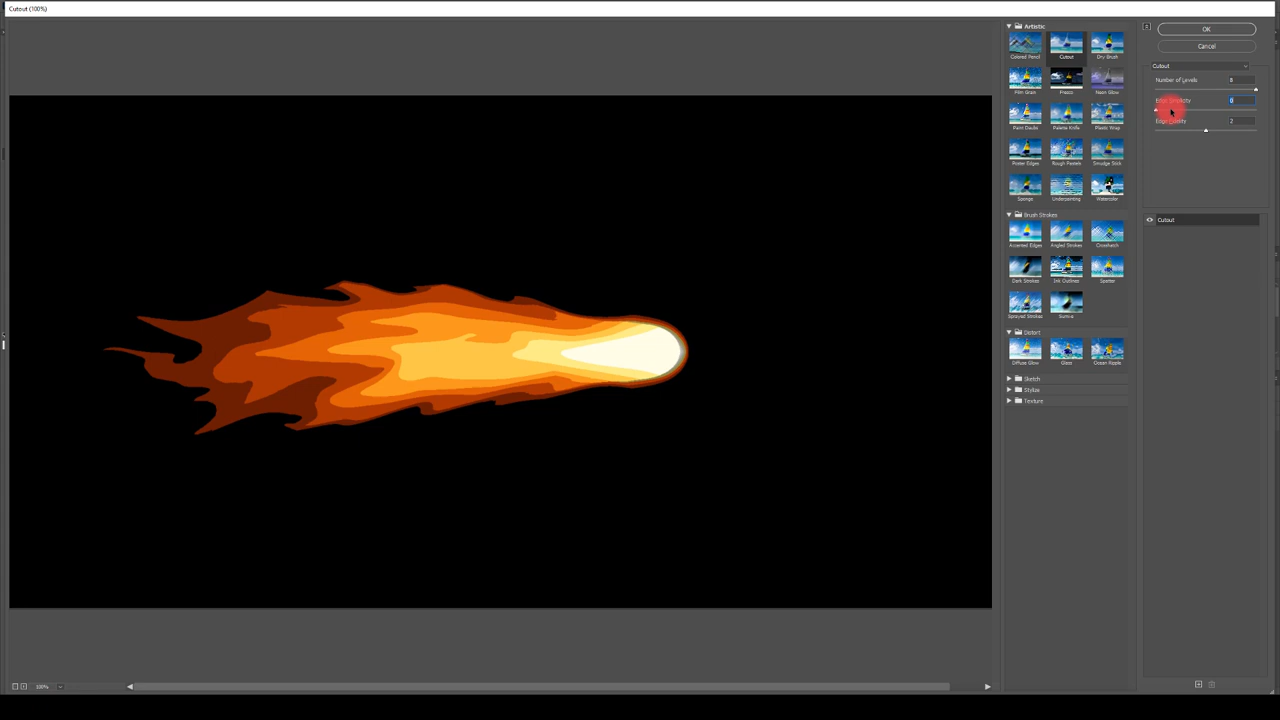 Cutout (100%)
Artistic
Colored Pencil
Cutout
Dry Brush
Film Grain
Fresco
Neon Glow
Paint Daubs
Palette Knife
Plastic Wrap
Poster Edges
Rough Pastels
Smudge Stick
Sponge
Underpainting
Watercolor
Brush Strokes
Accented Edges
Angled Strokes
Crosshatch
Dark Strokes
Ink Outlines
Spatter
Sprayed Strokes
Sumi-e
Distort
Diffuse Glow
Glass
Ocean Ripple
Sketch
Stylize
Texture
OK
Cancel
Cutout
Number of Levels 8
Edge Simplicity 0
Edge Fidelity 2
Cutout
100%